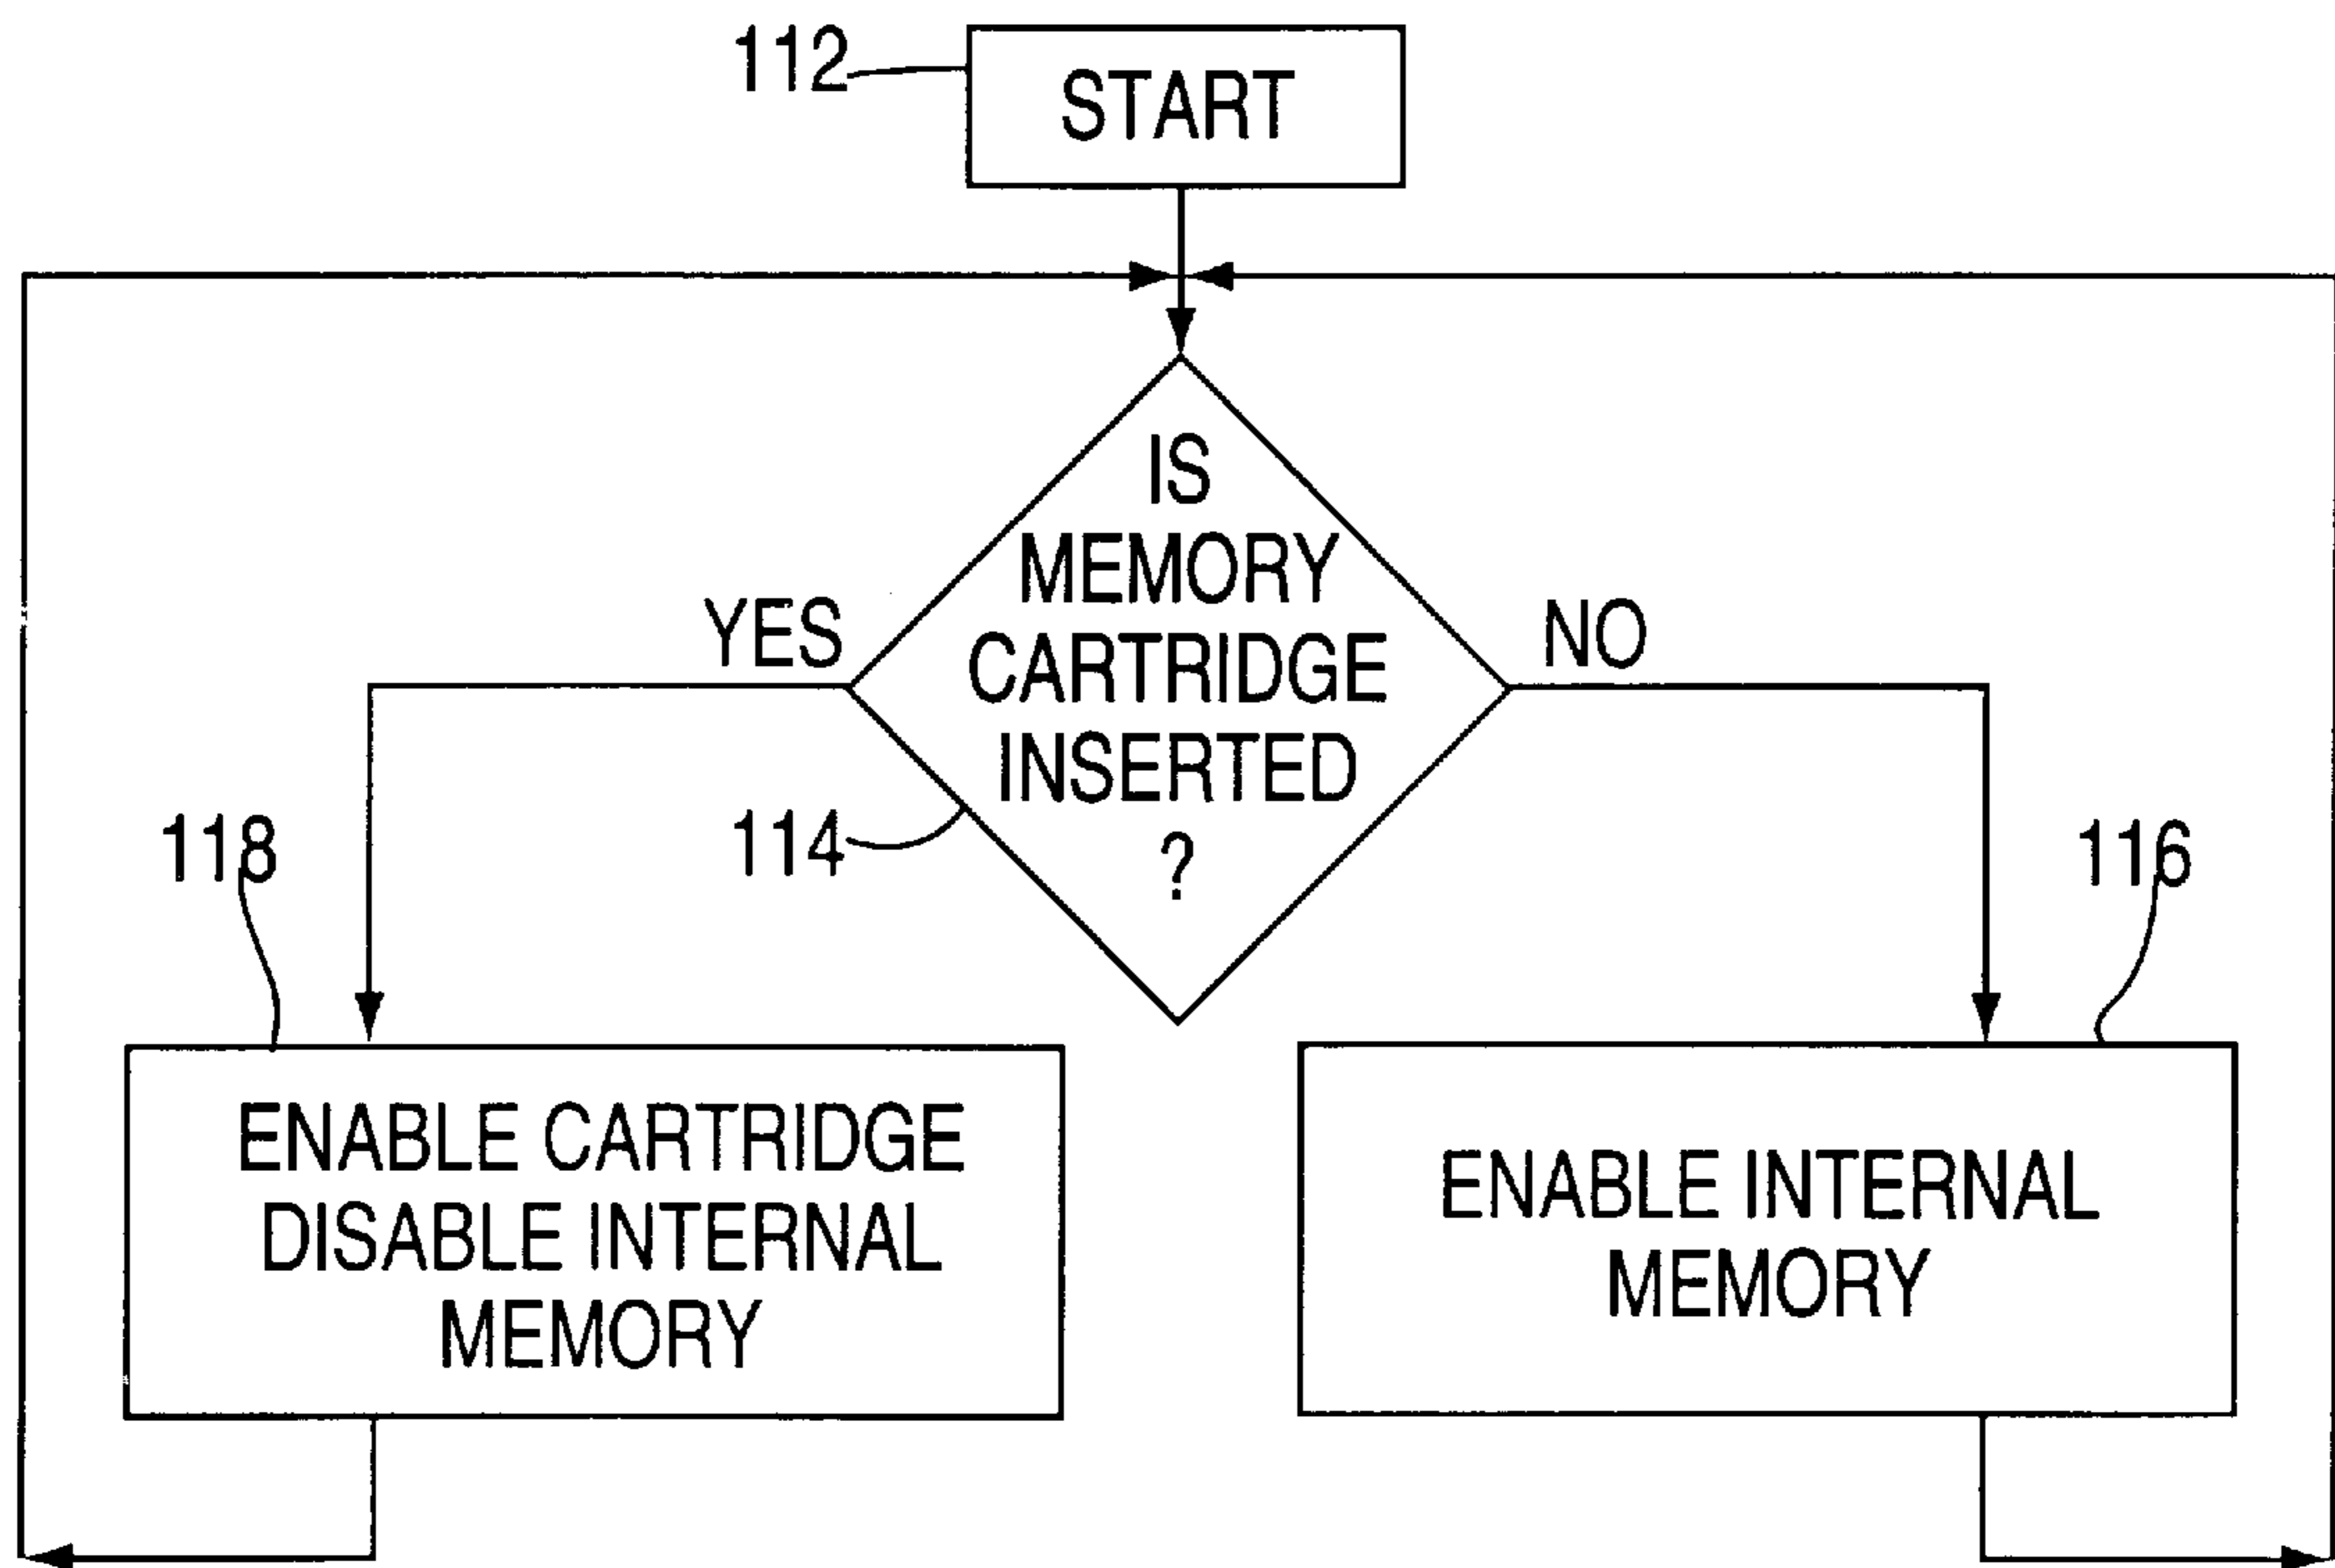 112
START
IS
MEMORY
CARTRIDGE
INSERTED
?
YES
NO
114
118
116
ENABLE CARTRIDGE
DISABLE INTERNAL
MEMORY
ENABLE INTERNAL
MEMORY